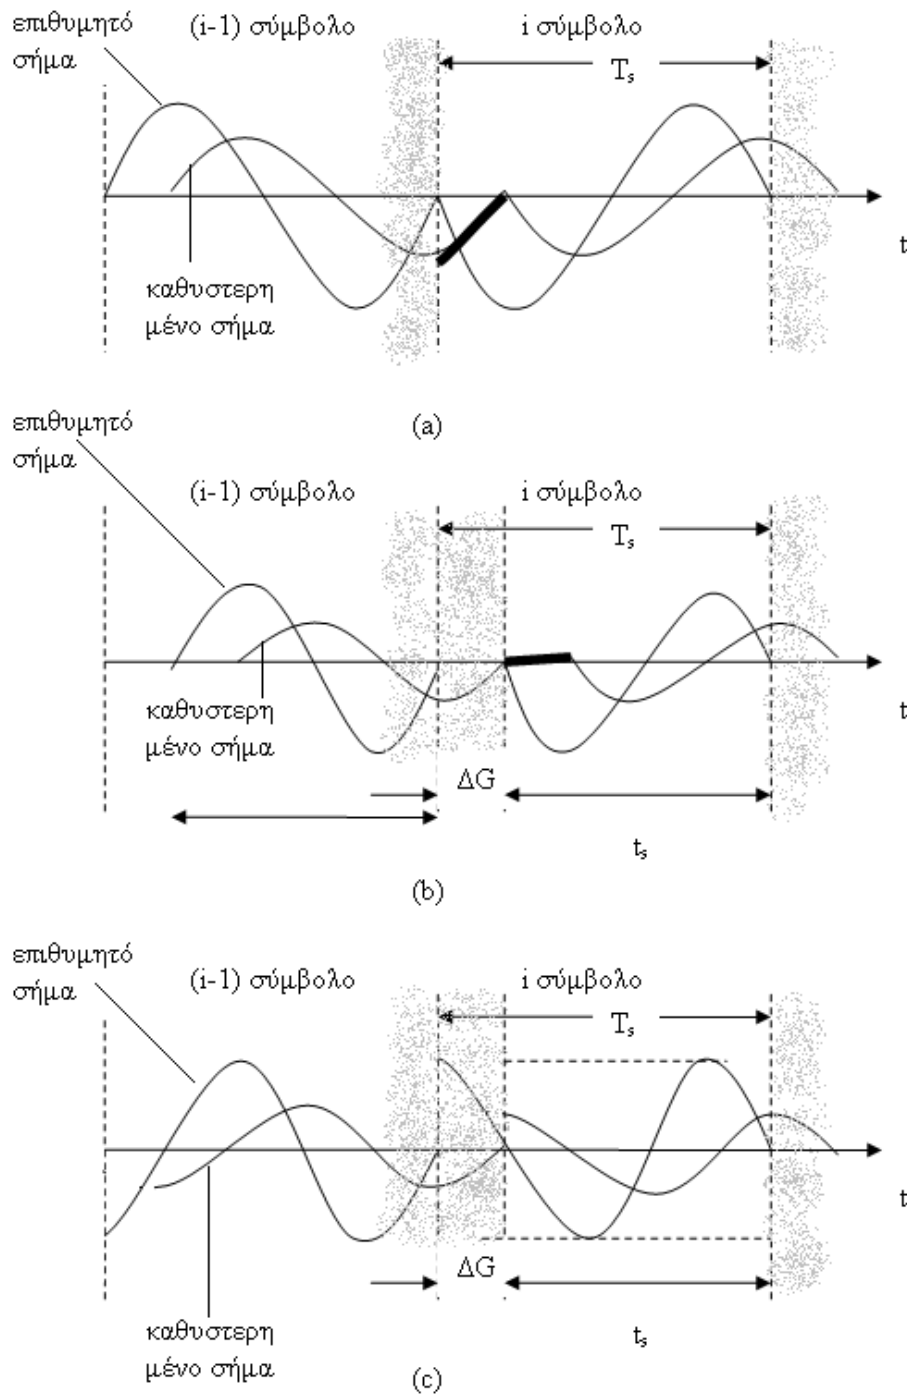 επιθυμητό
σήμα
(i-1) σύμβολο
i σύμβολο
Ts
t
καθυστερη
μένο σήμα
(a)
επιθυμητό
σήμα
(i-1) σύμβολο
i σύμβολο
Ts
t
καθυστερη
μένο σήμα
ΔG
ts
(b)
επιθυμητό
σήμα
(i-1) σύμβολο
i σύμβολο
Ts
t
ΔG
ts
καθυστερη
μένο σήμα
(c)